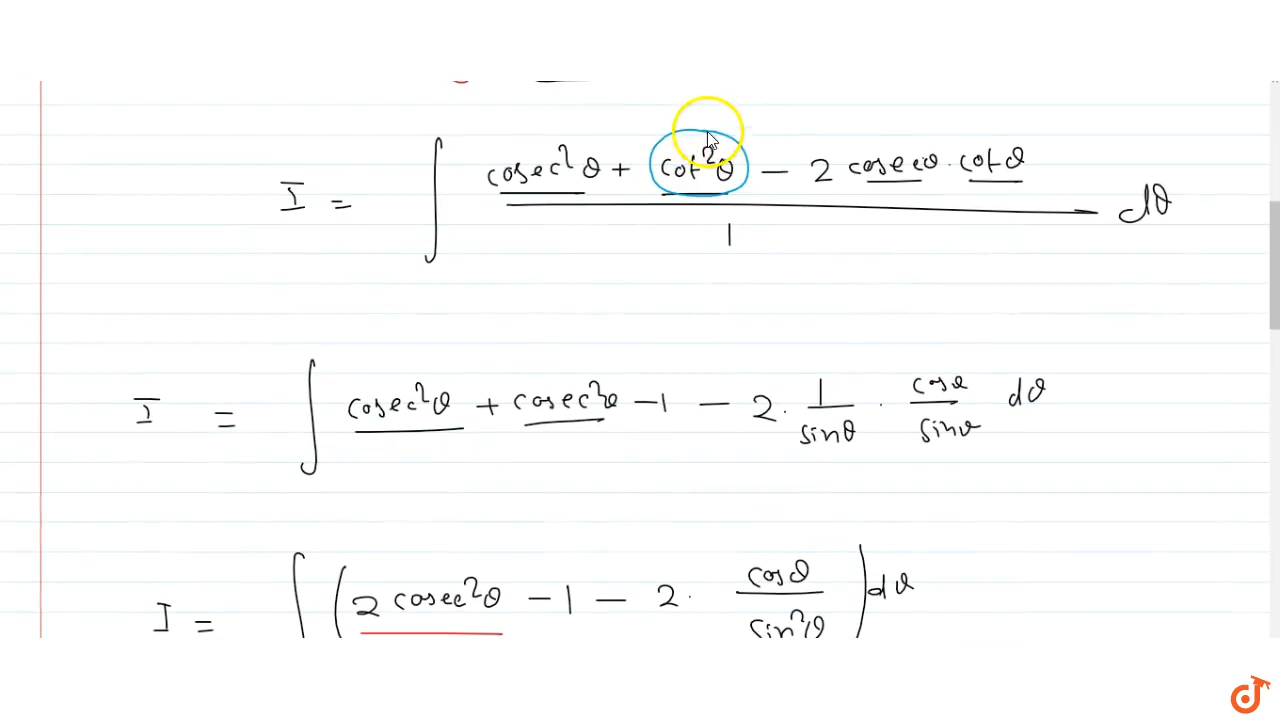 I = ∫ (cosec²θ + cot²θ − 2 cosecθ · cotθ) / 1 dθ
I = ∫ cosec²θ + cosec²θ − 1 − 2 · 1/sinθ · cosθ/sinθ dθ
I = ∫ (2 cosec²θ − 1 − 2 · cosθ/sin²θ) dθ